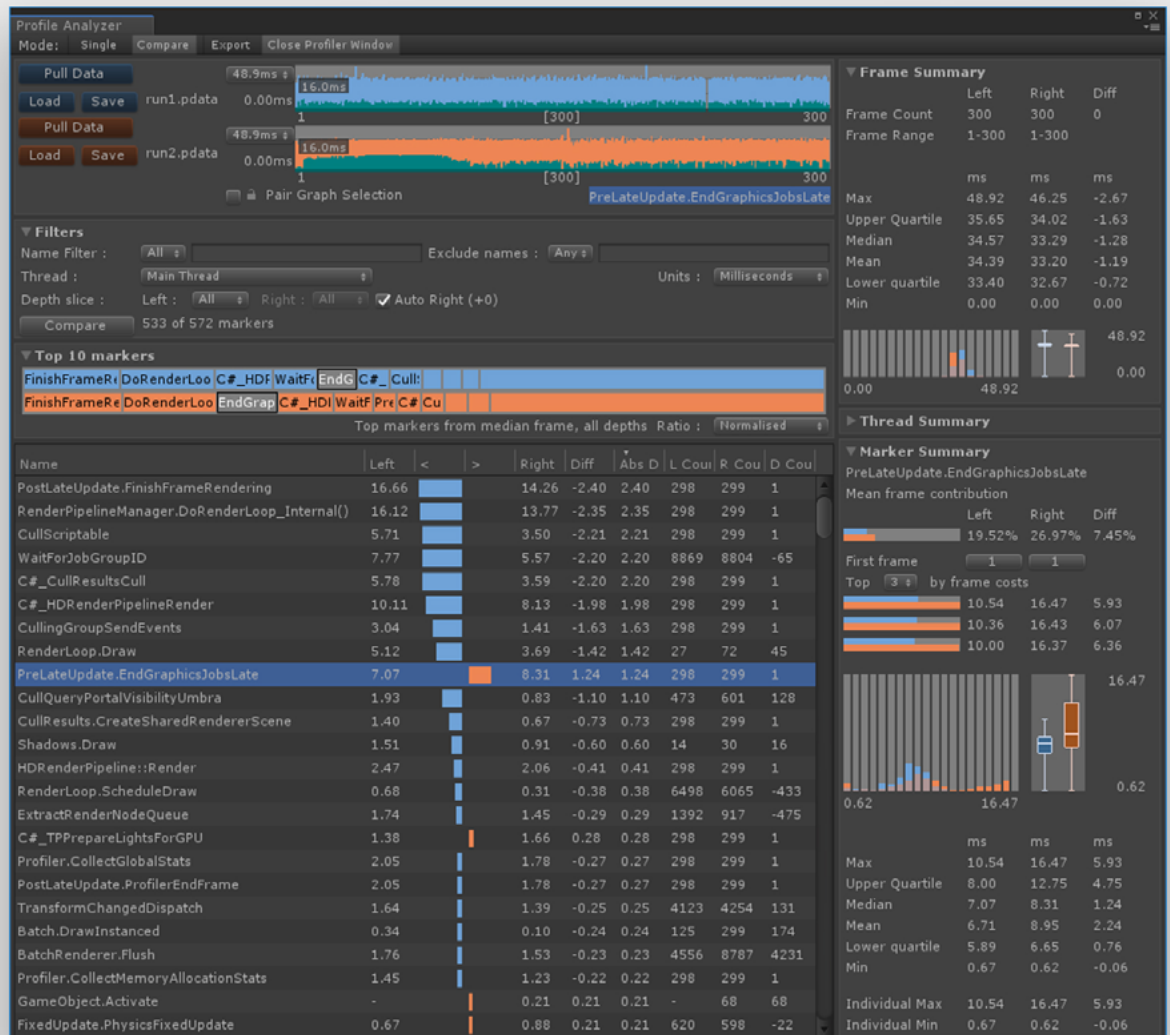 Profile Analyzer
Mode: Single Compare Export Close Profiler Window
Pull Data
Load Save run1.pdata
48.9ms
16.0ms
0.00ms
1 [300] 300
Pull Data
Load Save run2.pdata
48.9ms
16.0ms
0.00ms
1 [300] 300
Pair Graph Selection PreLateUpdate.EndGraphicsJobsLate
Filters
Name Filter : All Exclude names : Any
Thread : Main Thread Units : Milliseconds
Depth slice : Left : All Right : All Auto Right (+0)
Compare 533 of 572 markers
Top 10 markers
FinishFrameR DoRenderLoo C#_HDF WaitF EndG C#_ Cull
FinishFrameRe DoRenderLoo EndGrap C#_HDI WaitF Pre C# Cu
Top markers from median frame, all depths Ratio : Normalised
Name Left < > Right Diff Abs D L Cou R Cou D Cou
PostLateUpdate.FinishFrameRendering 16.66 14.26 -2.40 2.40 298 299 1
RenderPipelineManager.DoRenderLoop_Internal() 16.12 13.77 -2.35 2.35 298 299 1
CullScriptable 5.71 3.50 -2.21 2.21 298 299 1
WaitForJobGroupID 7.77 5.57 -2.20 2.20 8869 8804 -65
C#_CullResultsCull 5.78 3.59 -2.20 2.20 298 299 1
C#_HDRenderPipelineRender 10.11 8.13 -1.98 1.98 298 299 1
CullingGroupSendEvents 3.04 1.41 -1.63 1.63 298 299 1
RenderLoop.Draw 5.12 3.69 -1.42 1.42 27 72 45
PreLateUpdate.EndGraphicsJobsLate 7.07 8.31 1.24 1.24 298 299 1
CullQueryPortalVisibilityUmbra 1.93 0.83 -1.10 1.10 473 601 128
CullResults.CreateSharedRendererScene 1.40 0.67 -0.73 0.73 298 299 1
Shadows.Draw 1.51 0.91 -0.60 0.60 14 30 16
HDRenderPipeline::Render 2.47 2.06 -0.41 0.41 298 299 1
RenderLoop.ScheduleDraw 0.68 0.31 -0.38 0.38 6498 6065 -433
ExtractRenderNodeQueue 1.74 1.45 -0.29 0.29 1392 917 -475
C#_TPPrepareLightsForGPU 1.38 1.66 0.28 0.28 298 299 1
Profiler.CollectGlobalStats 2.05 1.78 -0.27 0.27 298 299 1
PostLateUpdate.ProfilerEndFrame 2.05 1.78 -0.27 0.27 298 299 1
TransformChangedDispatch 1.64 1.39 -0.25 0.25 4123 4254 131
Batch.DrawInstanced 0.34 0.10 -0.24 0.24 125 299 174
BatchRenderer.Flush 1.76 1.53 -0.23 0.23 4556 8787 4231
Profiler.CollectMemoryAllocationStats 1.45 1.23 -0.22 0.22 298 299 1
GameObject.Activate - 0.21 0.21 0.21 - 68 68
FixedUpdate.PhysicsFixedUpdate 0.67 0.88 0.21 0.21 620 598 -22
Frame Summary
Left Right Diff
Frame Count 300 300 0
Frame Range 1-300 1-300
ms ms ms
Max 48.92 46.25 -2.67
Upper Quartile 35.65 34.02 -1.63
Median 34.57 33.29 -1.28
Mean 34.39 33.20 -1.19
Lower quartile 33.40 32.67 -0.72
Min 0.00 0.00 0.00
48.92
0.00
0.00 48.92
Thread Summary
Marker Summary
PreLateUpdate.EndGraphicsJobsLate
Mean frame contribution
Left Right Diff
19.52% 26.97% 7.45%
First frame 1 1
Top 3 by frame costs
10.54 16.47 5.93
10.36 16.43 6.07
10.00 16.37 6.36
16.47
0.62
0.62 16.47
ms ms ms
Max 10.54 16.47 5.93
Upper Quartile 8.00 12.75 4.75
Median 7.07 8.31 1.24
Mean 6.71 8.95 2.24
Lower quartile 5.89 6.65 0.76
Min 0.67 0.62 -0.06
Individual Max 10.54 16.47 5.93
Individual Min 0.67 0.62 -0.06